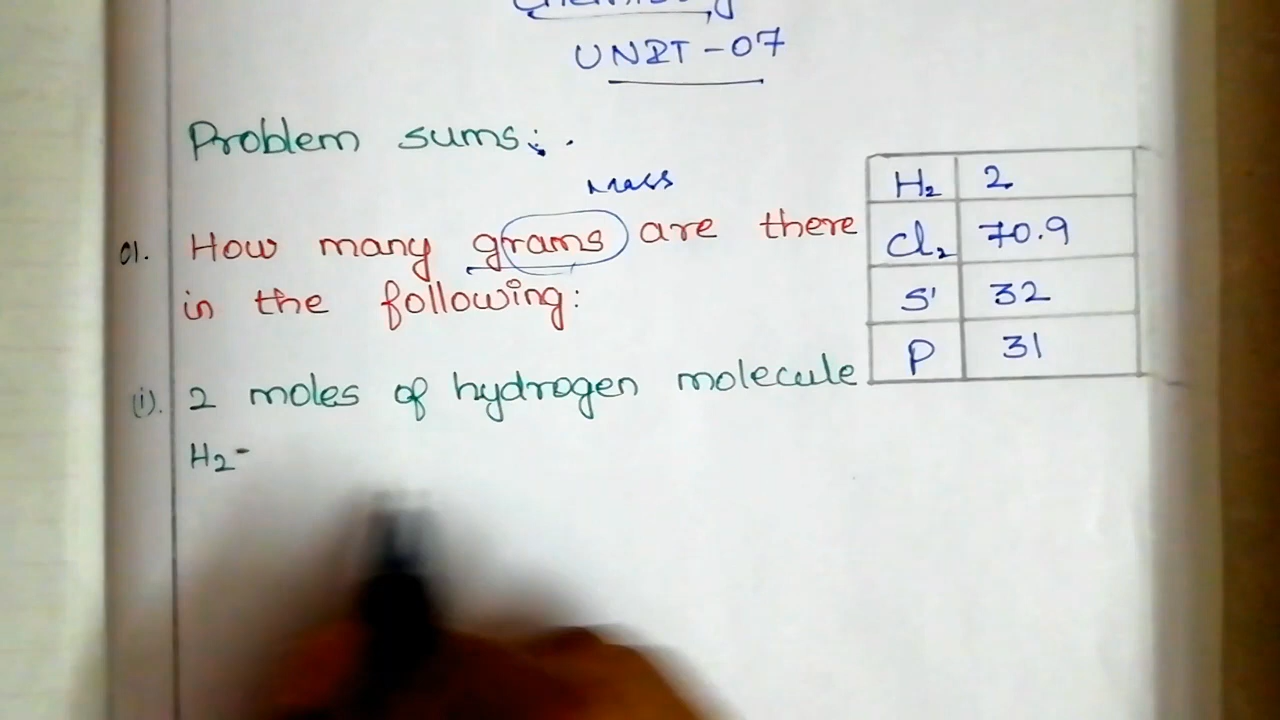 UNIT-07
Problem sums:.
Mass
01. How many grams are there
in the following:
(i). 2 moles of hydrogen molecule
H₂-
H₂ 2
Cl₂ 70.9
S 32
P 31